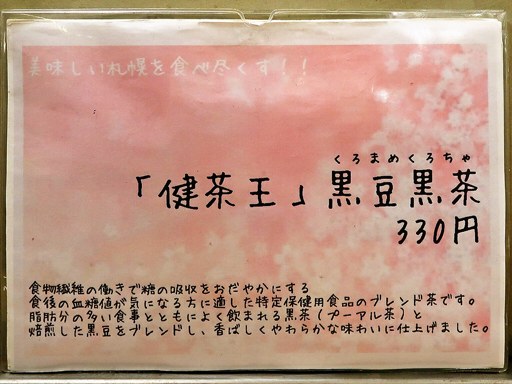 美味しい札幌を食べ尽くす！！
くろまめくろちゃ
「健茶王」黒豆黒茶
330円
食物繊維の働きで糖の吸収をおだやかにする
食後の血糖値が気になる方に適した特定保健用食品のブレンド茶です。
脂肪分の多い食事とともによく飲まれる黒茶（プーアル茶）と
焙煎した黒豆をブレンドし、香ばしくやわらかな味わいに仕上げました。